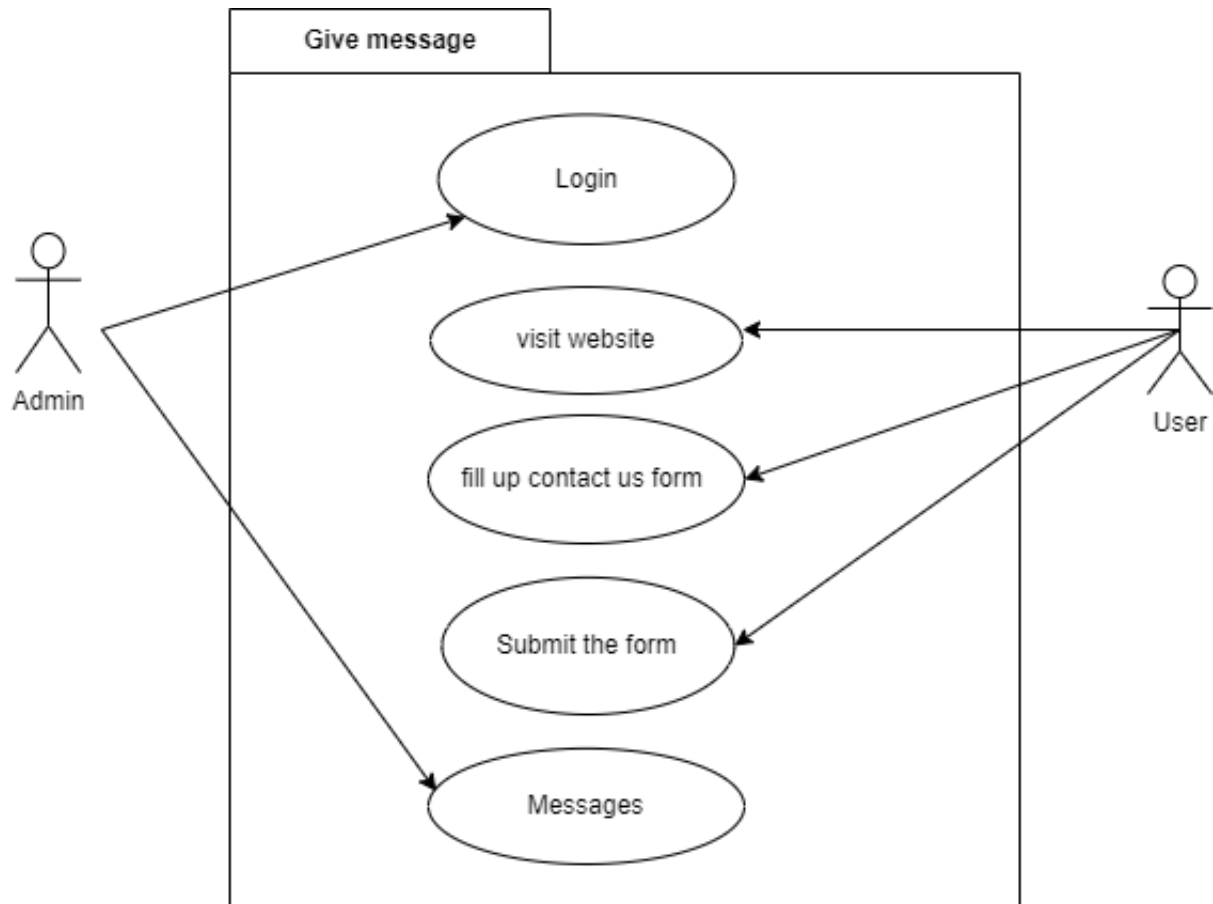 Give message
Login
visit website
Admin
User
fill up contact us form
Submit the form
Messages